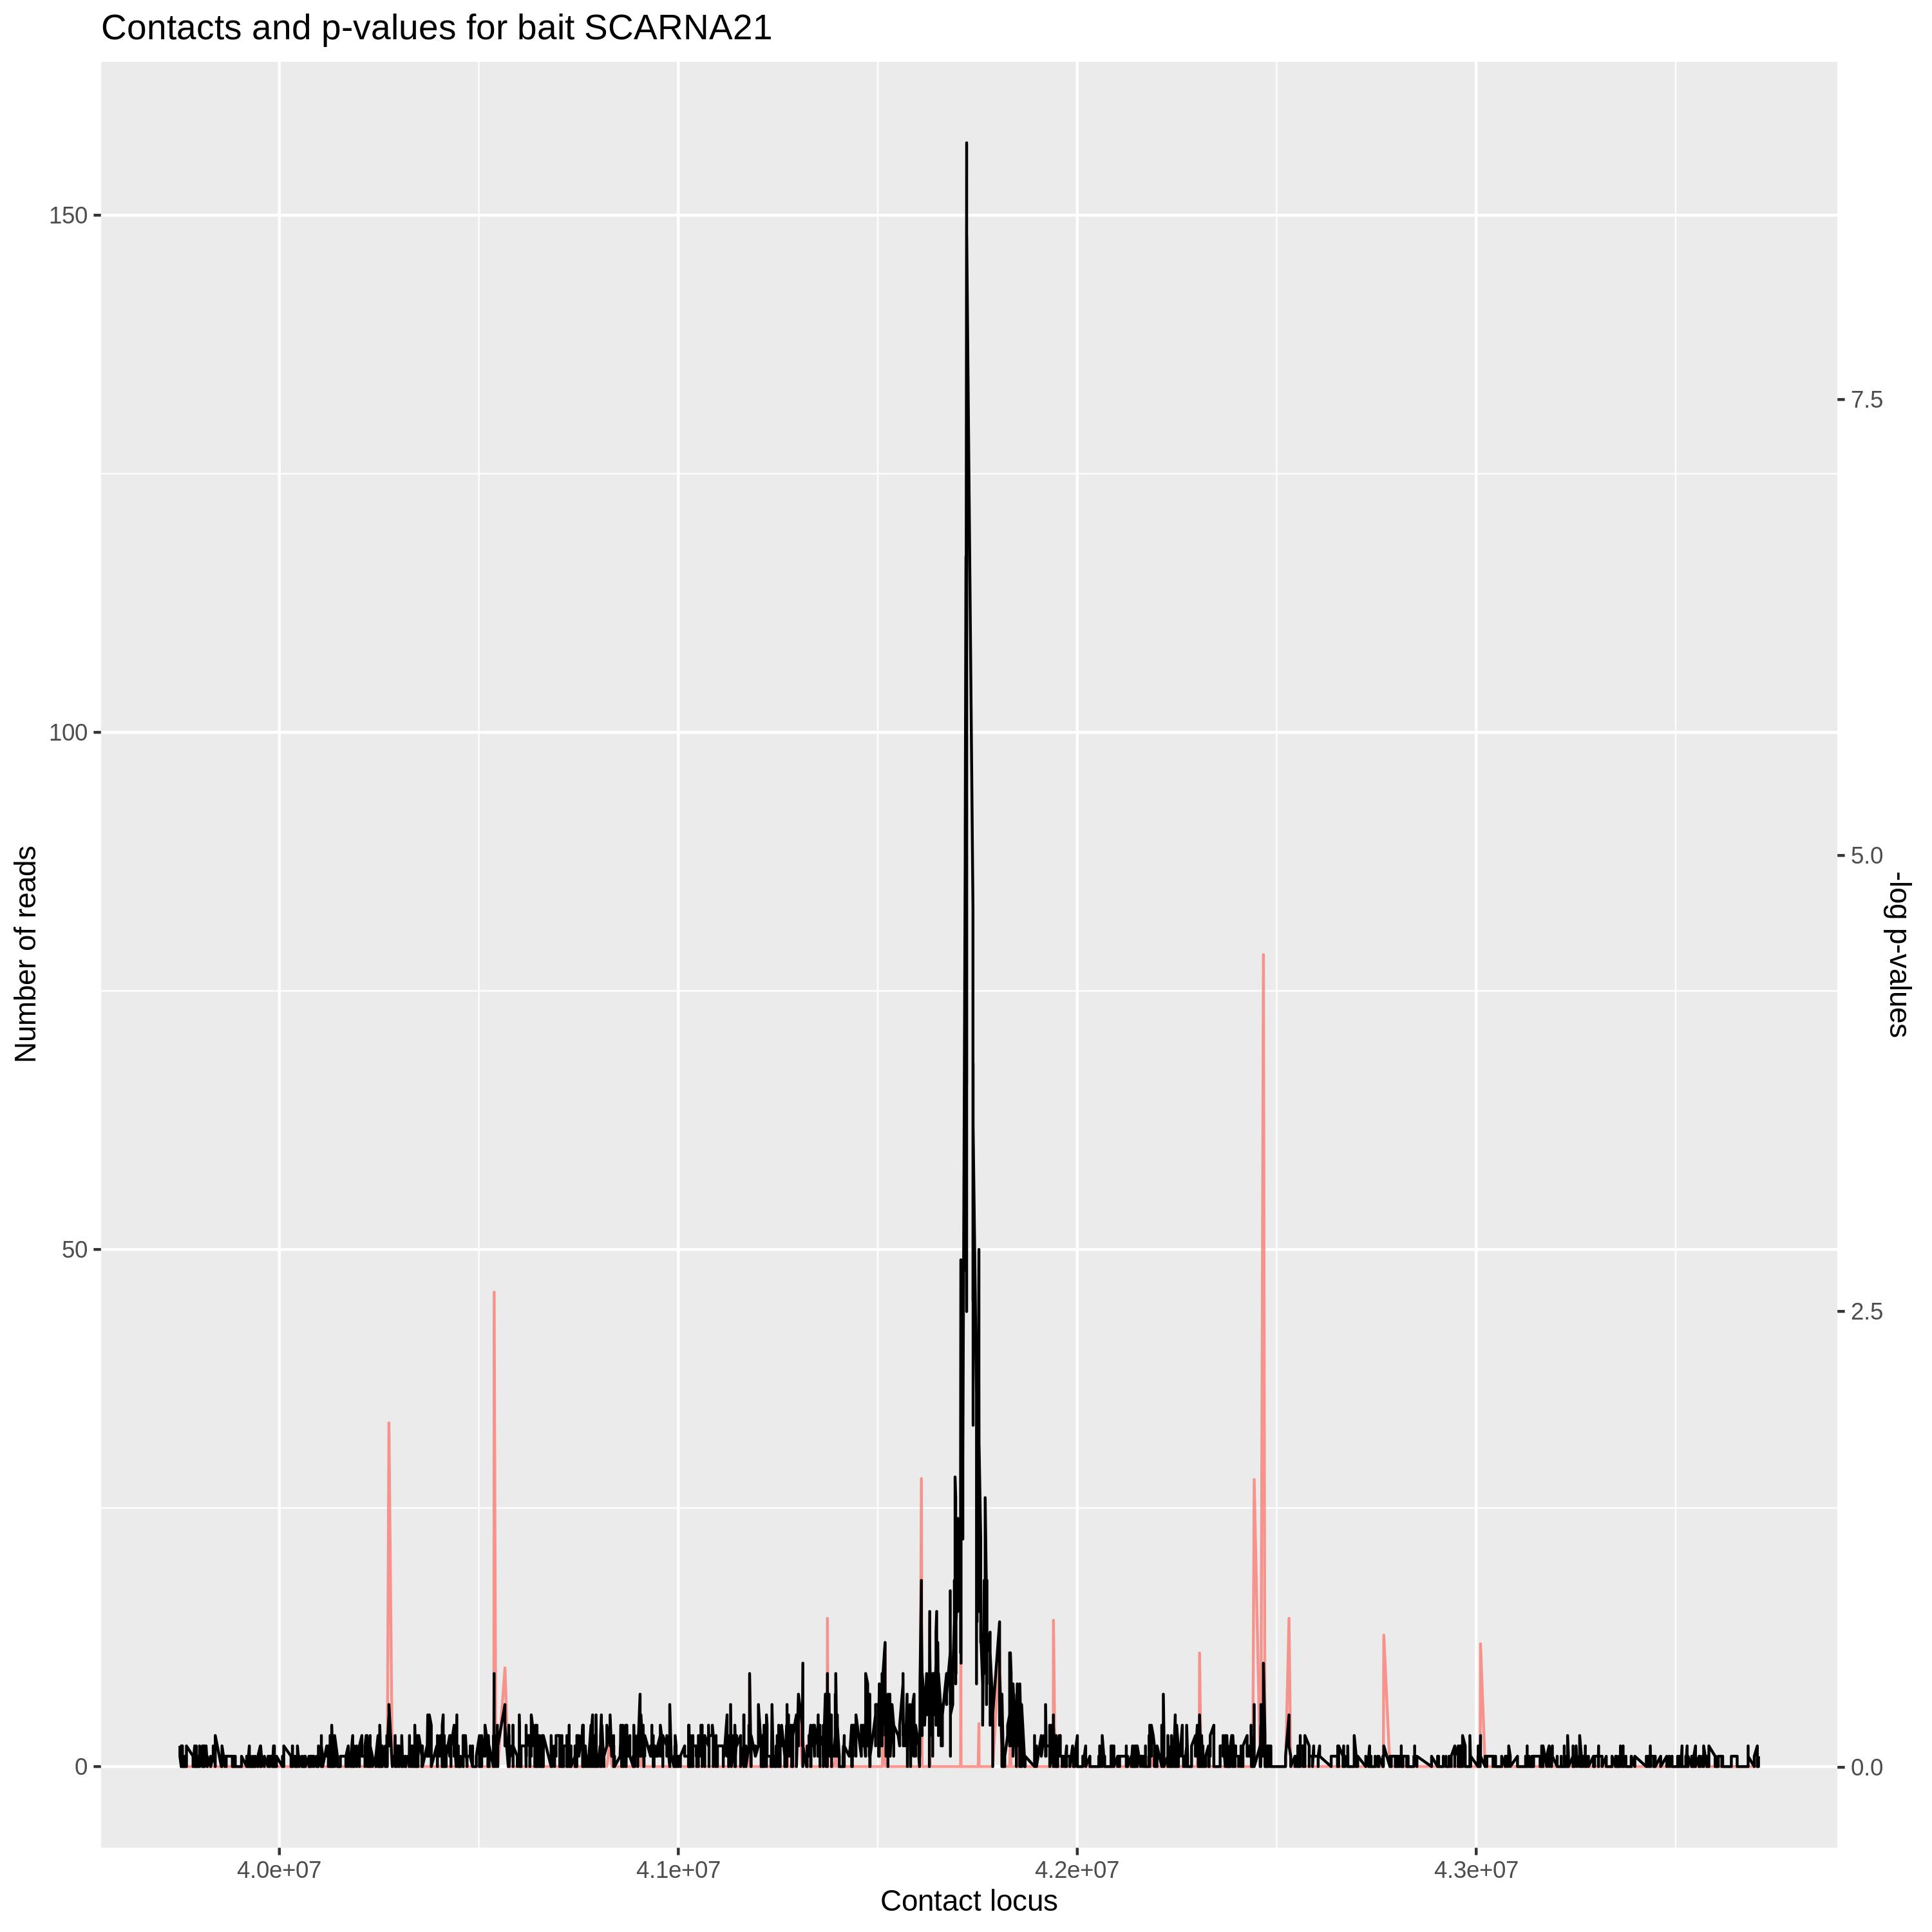 Contacts and p-values for bait SCARNA21
150
100
50
0
Number of reads
7.5
5.0
2.5
0.0
-log p-values
4.0e+07
4.1e+07
4.2e+07
4.3e+07
Contact locus